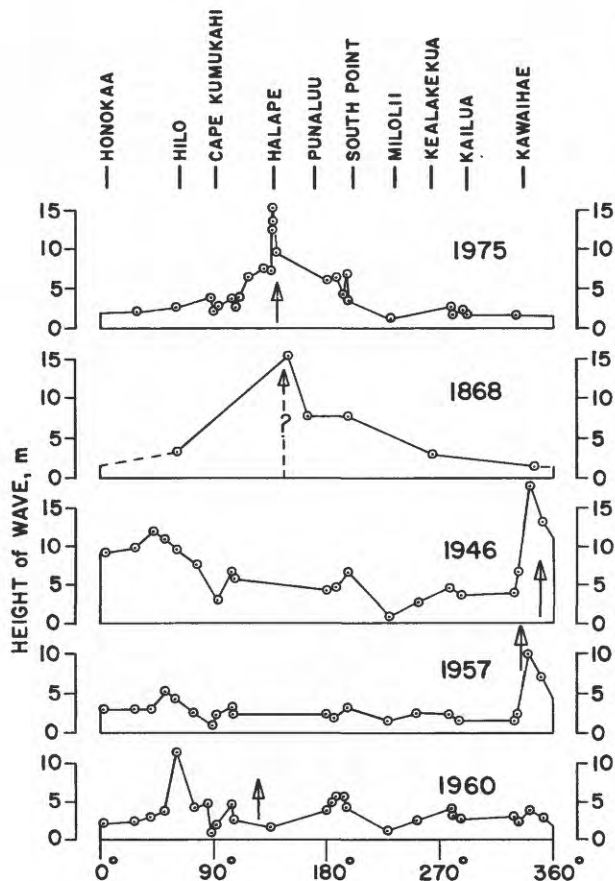 HONOKAA
HILO
CAPE KUMUKAHI
HALAPE
PUNALUU
SOUTH POINT
MILOLII
KEALAKEKUA
KAILUA
KAWAIHAE
15 15
10 1975 10
5 5
0 0
15 15
10 1868 10
5 ? 5
0 0
15 15
10 1946 10
5 5
0 0
10 1957 10
5 5
0 0
10 1960 10
5 5
0 0
0° 90° 180° 270° 360°
HEIGHT of WAVE, m